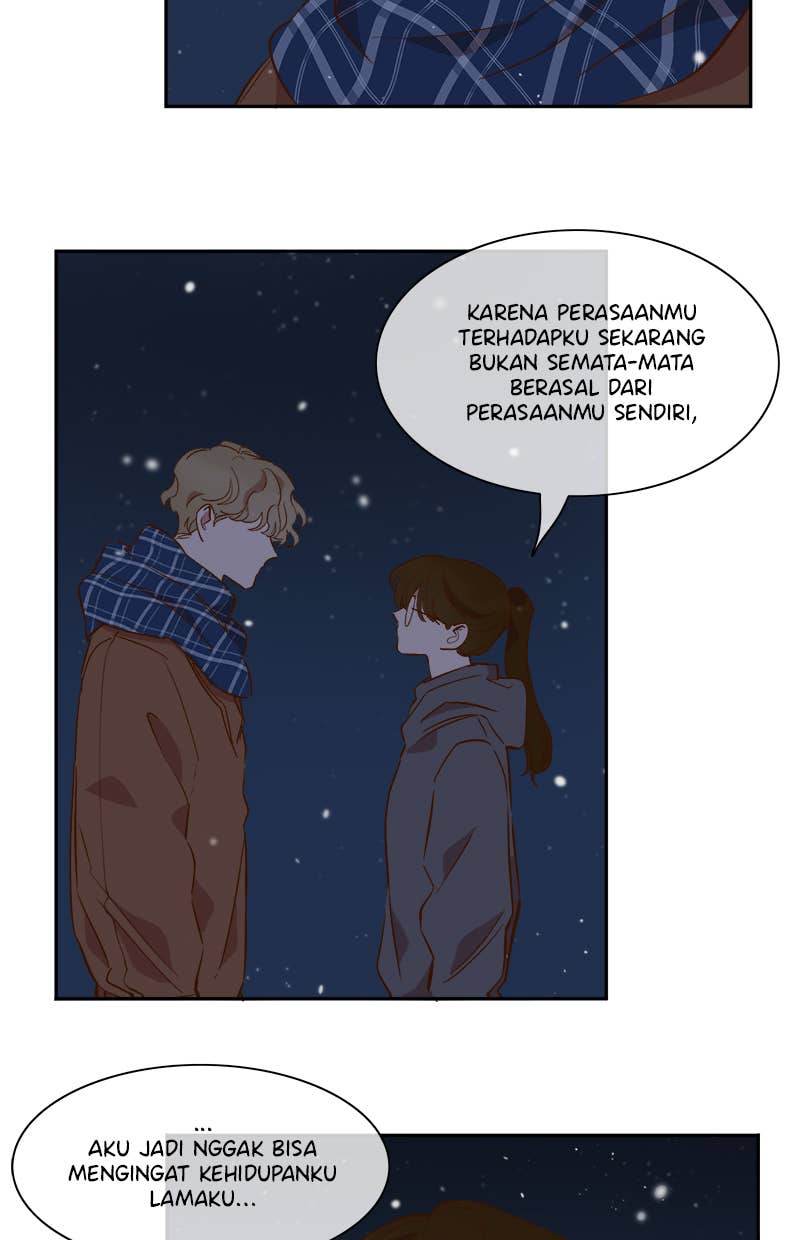 KARENA PERASAANMU
TERHADAPKU SEKARANG
BUKAN SEMATA-MATA
BERASAL DARI
PERASAANMU SENDIRI,
...
AKU JADI NGGAK BISA
MENGINGAT KEHIDUPANKU
LAMAKU...